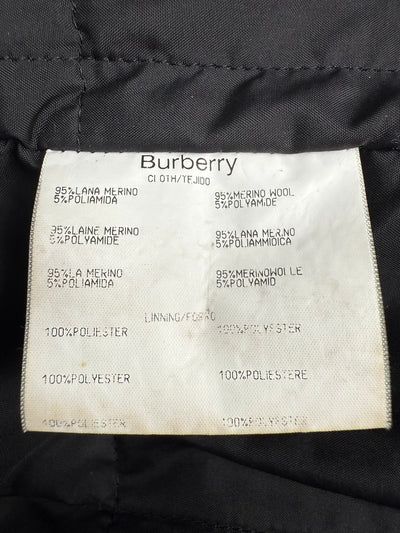 Burberry
CLOTH/TEJIDO
95%LANA MERINO 95%MERINO WOOL
5%POLIAMIDA 5%POLYAMIDE
95%LAINE MERINO 95%LANA MERINO
5%POLYAMIDE 5%POLIAMMIDICA
95%LA MERINO 95%MERINOWOLLE
5%POLIAMIDA 5%POLYAMID
LINNING/FORRO
100%POLIESTER 100%POLYESTER
100%POLYESTER 100%POLIESTERE
100%POLIESTER 100%POLYESTER